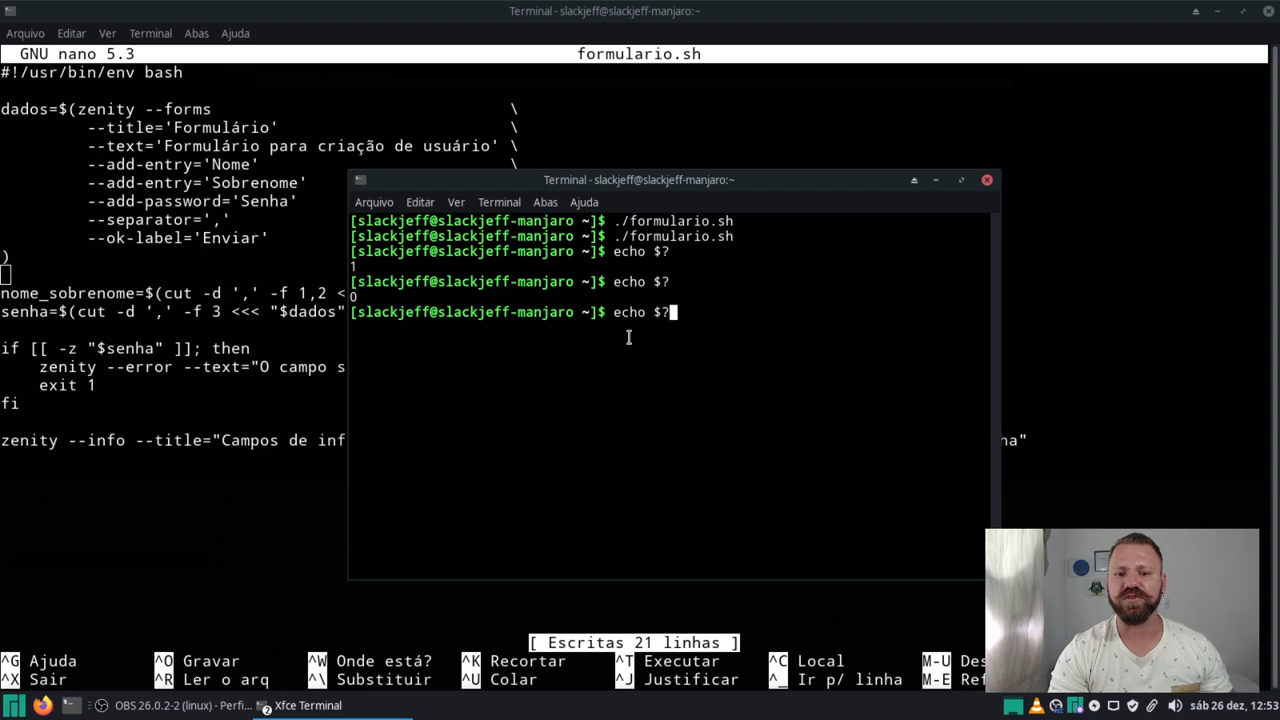 Terminal - slackjeff@slackjeff-manjaro:~
Arquivo Editar Ver Terminal Abas Ajuda
GNU nano 5.3 formulario.sh
#!/usr/bin/env bash
dados=$(zenity --forms \
--title='Formulário' \
--text='Formulário para criação de usuário' \
--add-entry='Nome' \
--add-entry='Sobrenome'
--add-password='Senha'
--separator=','
--ok-label='Enviar'
)
nome_sobrenome=$(cut -d ',' -f 1,2 <
senha=$(cut -d ',' -f 3 <<< "$dados"
if [[ -z "$senha" ]]; then
zenity --error --text="O campo s
exit 1
fi
zenity --info --title="Campos de inf
ha"
Terminal - slackjeff@slackjeff-manjaro:~
Arquivo Editar Ver Terminal Abas Ajuda
[slackjeff@slackjeff-manjaro ~]$ ./formulario.sh
[slackjeff@slackjeff-manjaro ~]$ ./formulario.sh
[slackjeff@slackjeff-manjaro ~]$ echo $?
1
[slackjeff@slackjeff-manjaro ~]$ echo $?
0
[slackjeff@slackjeff-manjaro ~]$ echo $?
[ Escritas 21 linhas ]
^G Ajuda ^O Gravar ^W Onde está? ^K Recortar ^T Executar ^C Local M-U Des
^X Sair ^R Ler o arq ^\ Substituir ^U Colar ^J Justificar ^_ Ir p/ linha M-E Ref
OBS 26.0.2-2 (linux) - Perfi... 2 Xfce Terminal sáb 26 dez, 12:53